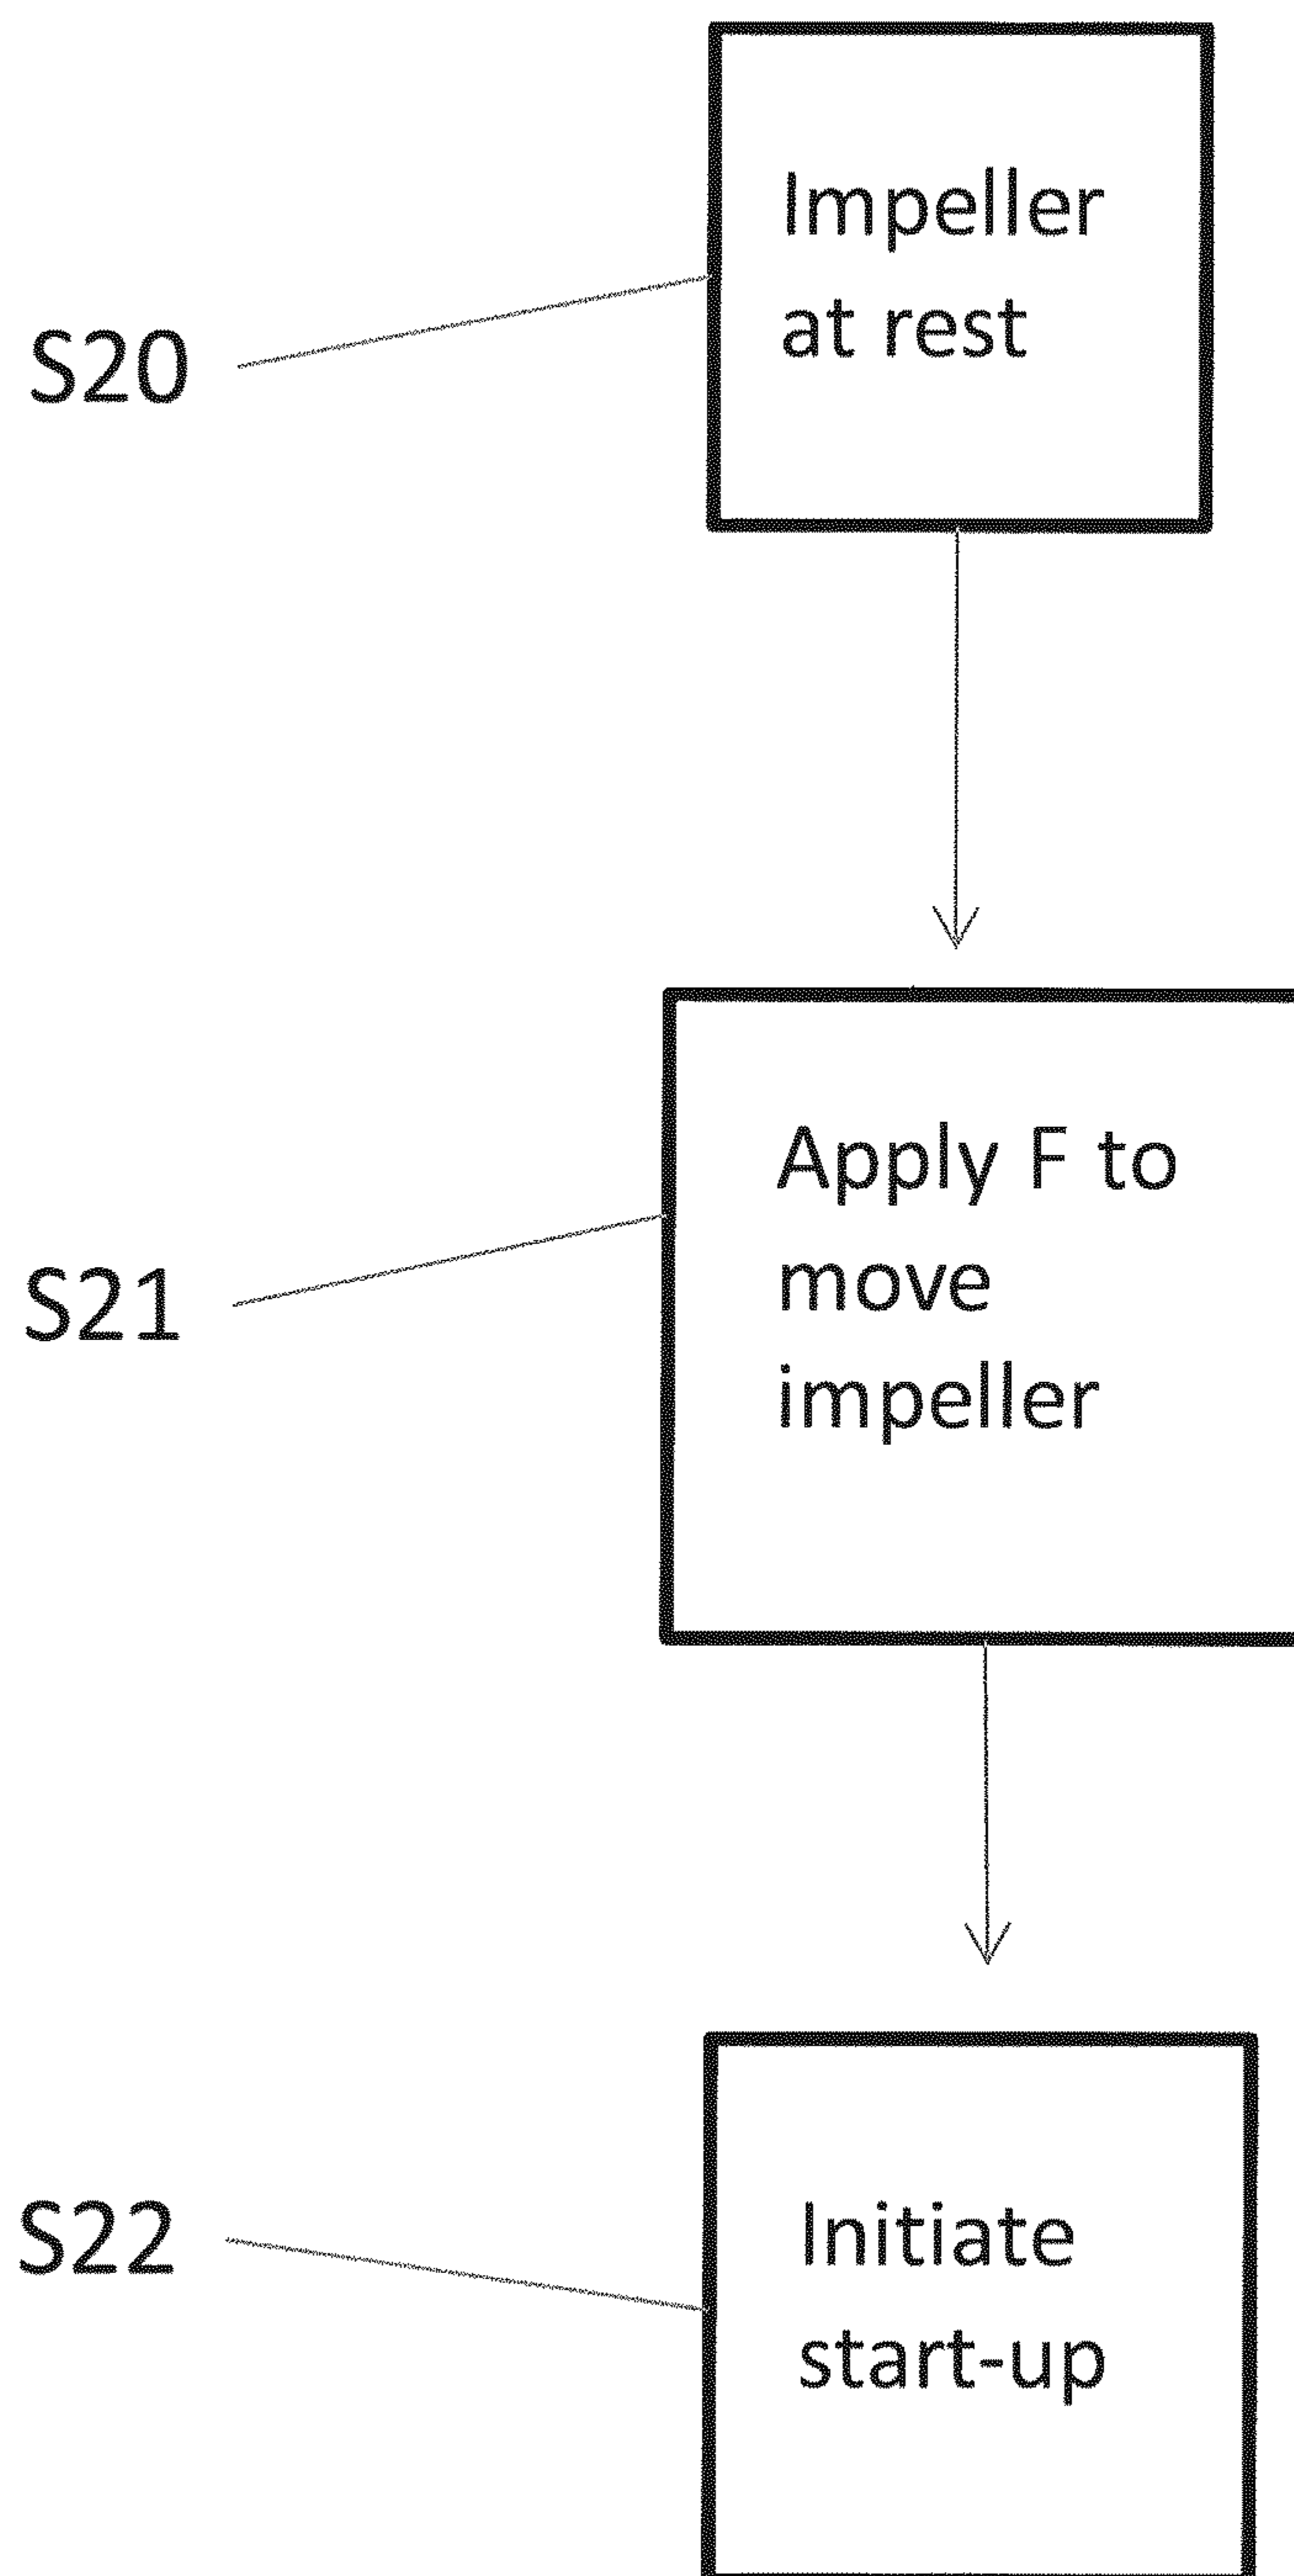 Impeller
at rest
S20
Apply F to
move
impeller
S21
Initiate
start-up
S22